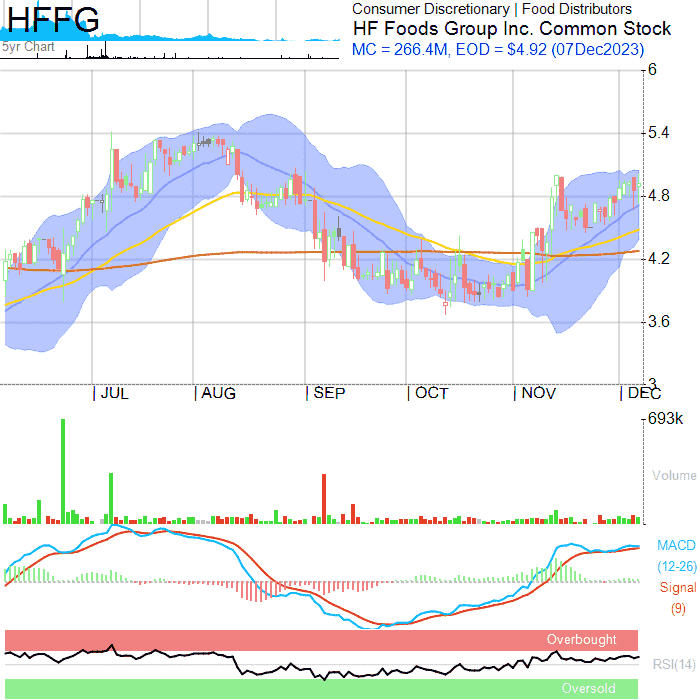 HFFG
5yr Chart
Consumer Discretionary | Food Distributors
HF Foods Group Inc. Common Stock
MC = 266.4M, EOD = $4.92 (07Dec2023)
6
5.4
4.8
4.2
3.6
3
JUL AUG SEP OCT NOV DEC
693k
Volume
MACD
(12-26)
Signal
(9)
Overbought
RSI(14)
Oversold